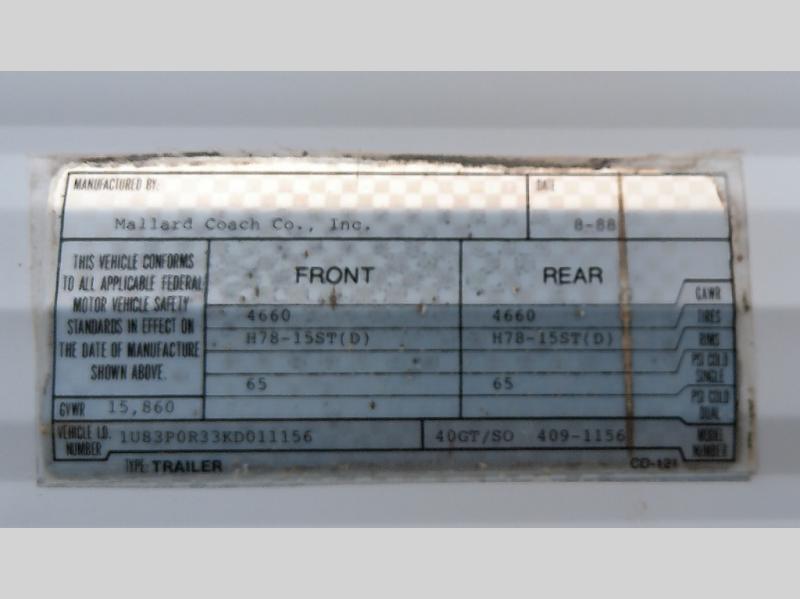 MANUFACTURED BY:
DATE
Mallard Coach Co., Inc.
8-88
THIS VEHICLE CONFORMS
TO ALL APPLICABLE FEDERAL
MOTOR VEHICLE SAFETY
STANDARDS IN EFFECT ON
THE DATE OF MANUFACTURE
SHOWN ABOVE.
FRONT
REAR
GAWR
4660
4660
TIRES
H78-15ST(D)
H78-15ST(D)
RIMS
PSI COLD
SINGLE
65
65
PSI COLD
DUAL
GVWR 15,860
VEHICLE I.D.
NUMBER
1U83P0R33KD011156
40GT/SO 409-1156
MODEL
NUMBER
TYPE: TRAILER
CD-121